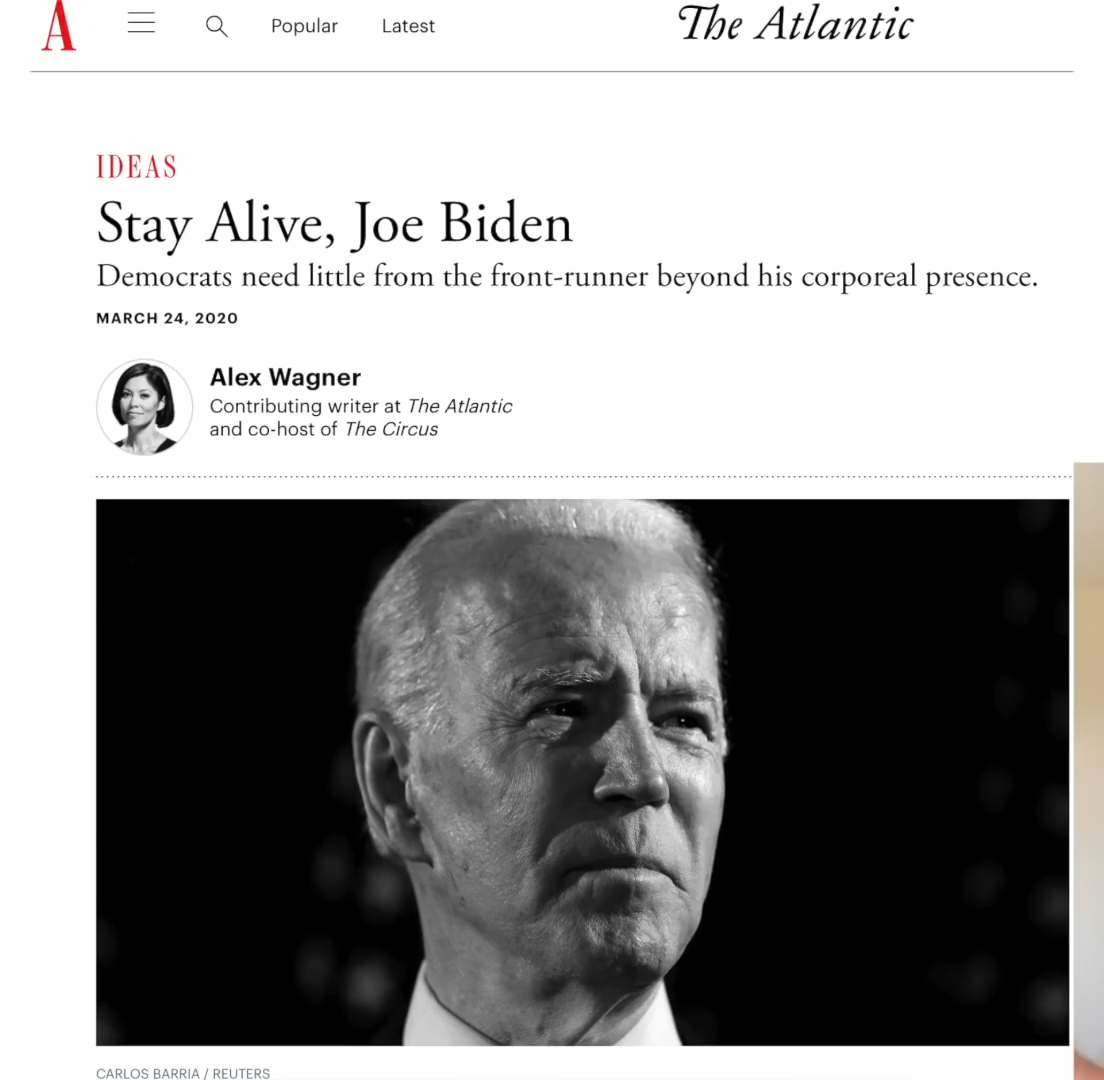 A
Popular
Latest
The Atlantic
IDEAS
Stay Alive, Joe Biden
Democrats need little from the front-runner beyond his corporeal presence.
MARCH 24, 2020
Alex Wagner
Contributing writer at The Atlantic
and co-host of The Circus
CARLOS BARRIA / REUTERS